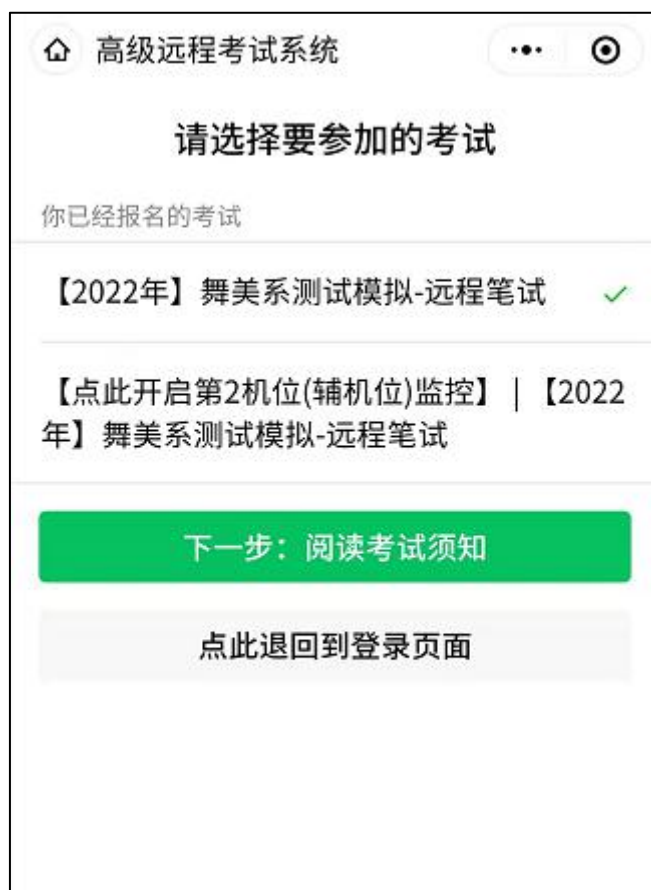 高级远程考试系统
请选择要参加的考试
你已经报名的考试
【2022年】舞美系测试模拟-远程笔试
【点此开启第2机位(辅机位)监控】 | 【2022
年】舞美系测试模拟-远程笔试
下一步：阅读考试须知
点此退回到登录页面